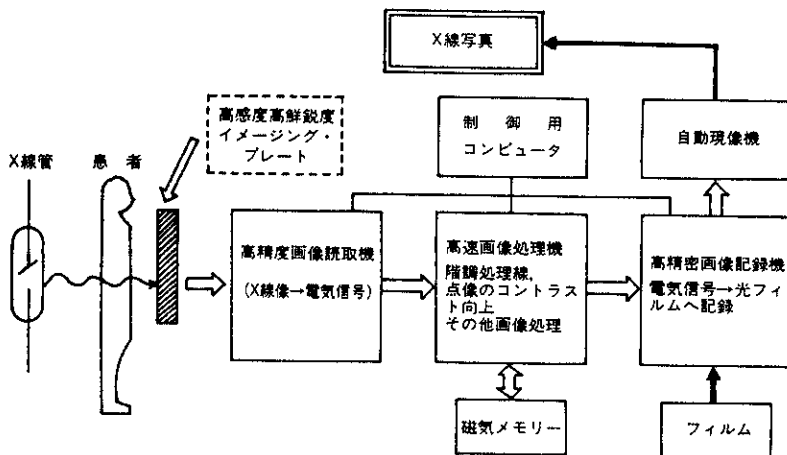 X線写真
高感度高鮮鋭度
イメージング・
プレート
制御用
コンピュータ
自動現像機
X線管
患者
高精度画像読取機
(X線像→電気信号)
高速画像処理機
階調処理線,
点像のコントラス
ト向上
その他画像処理
高精密画像記録機
電気信号→光フィ
ルムへ記録
磁気メモリー
フィルム